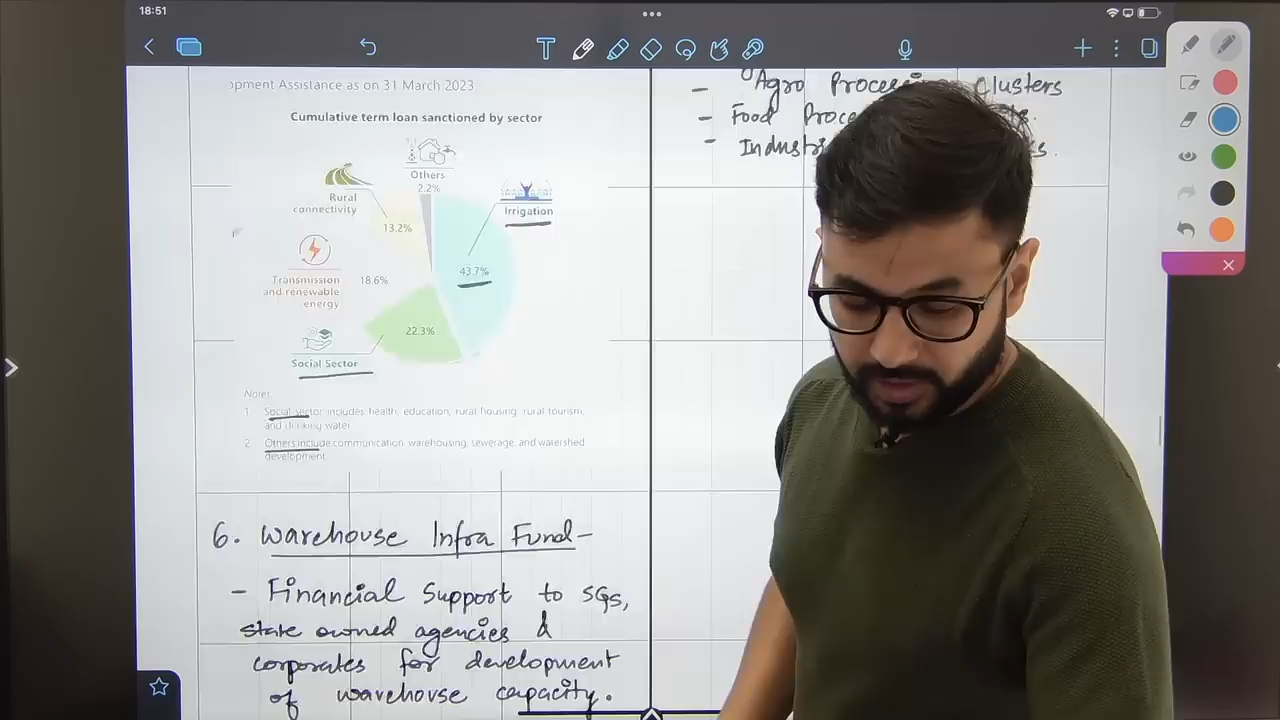 18:51
opment Assistance as on 31 March 2023
Cumulative term loan sanctioned by sector
Others
2.2%
Rural
connectivity
13.2%
Irrigation
43.7%
Transmission
and renewable
energy
18.6%
22.3%
Social Sector
Notes
1. Social sector includes health, education, rural housing, rural tourism,
and drinking water
2. Others include communication, warehousing, sewerage, and watershed
development
6. Warehouse Infra Fund-
- Financial Support to SGs,
state owned agencies &
corporates for development
of warehouse capacity.
- Agro Processing Clusters
- Food
-